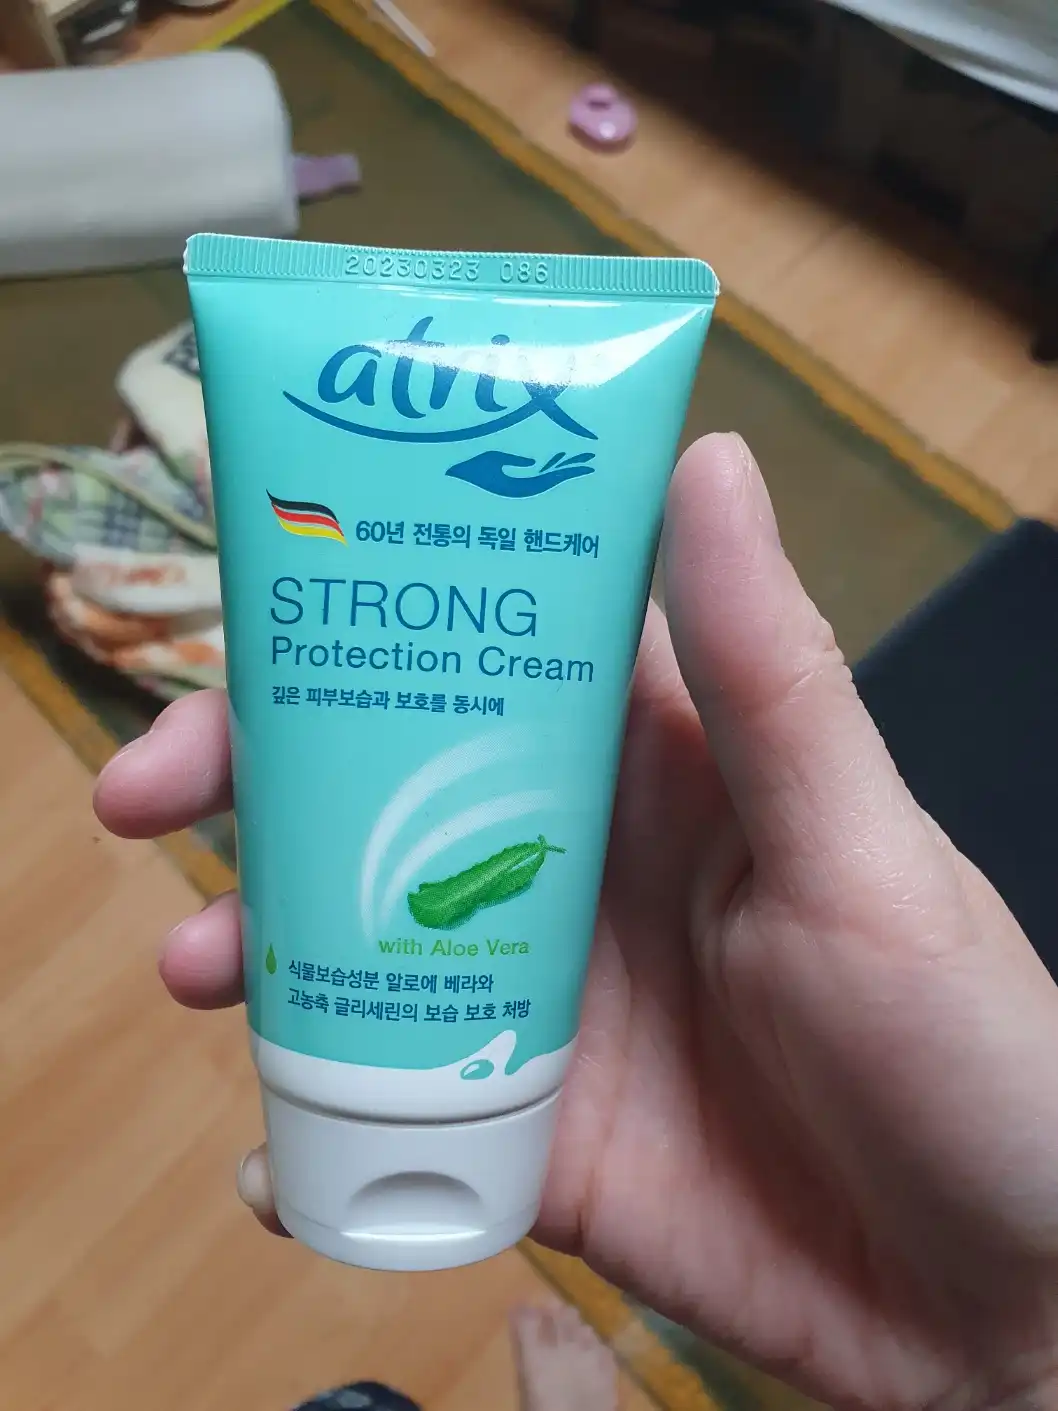 20230323 086
atrix
60년 전통의 독일 핸드케어
STRONG
Protection Cream
깊은 피부보습과 보호를 동시에
with Aloe Vera
식물보습성분 알로에 베라와
고농축 글리세린의 보습 보호 처방